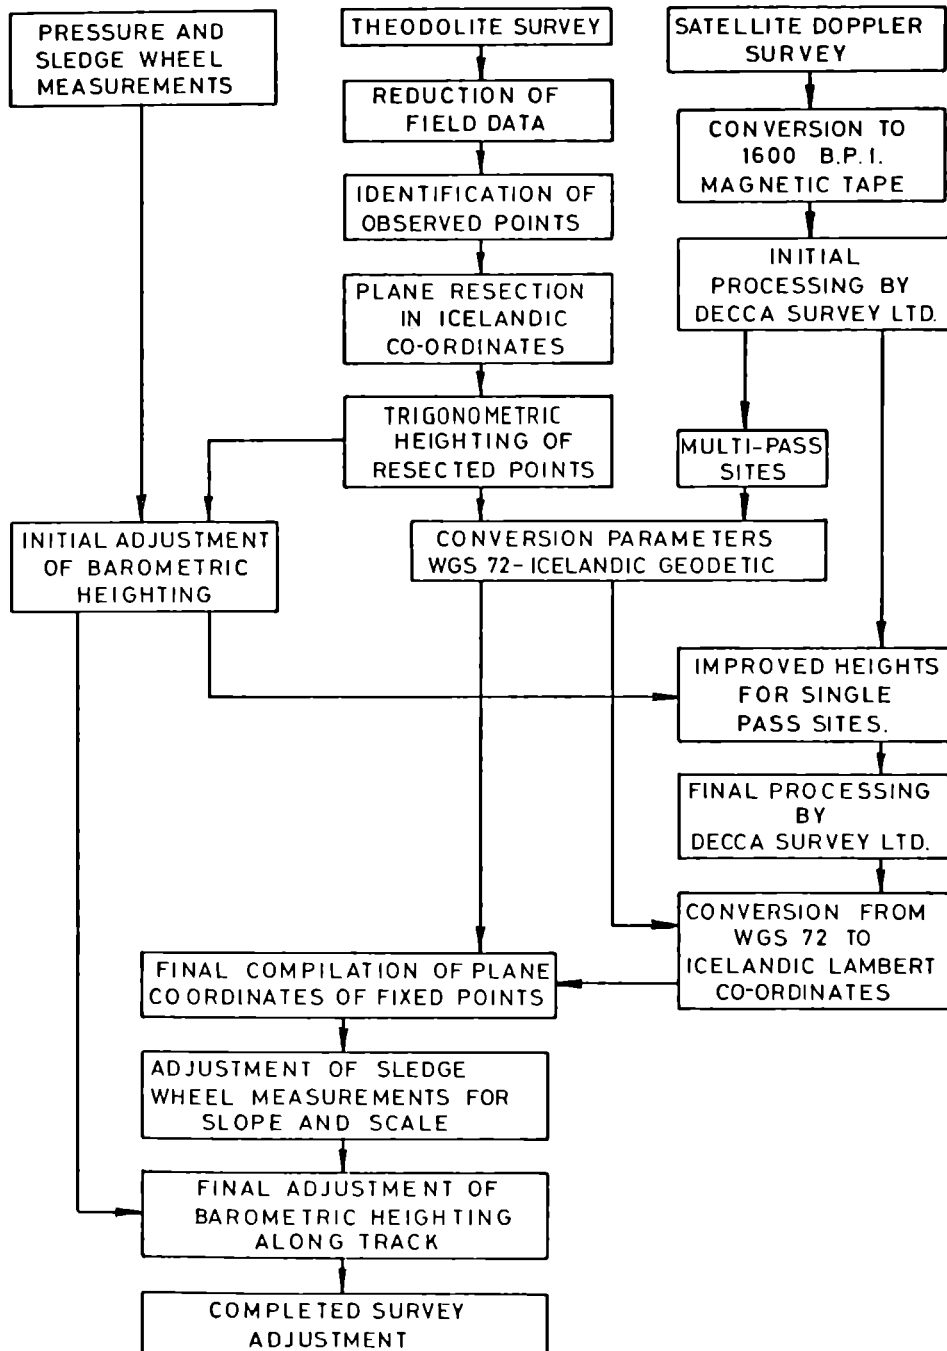 PRESSURE AND
SLEDGE WHEEL
MEASUREMENTS
THEODOLITE SURVEY
SATELLITE DOPPLER
SURVEY
REDUCTION OF
FIELD DATA
CONVERSION TO
1600 B.P.I.
MAGNETIC TAPE
IDENTIFICATION OF
OBSERVED POINTS
INITIAL
PROCESSING BY
DECCA SURVEY LTD.
PLANE RESECTION
IN ICELANDIC
CO-ORDINATES
TRIGONOMETRIC
HEIGHTING OF
RESECTED POINTS
MULTI-PASS
SITES
INITIAL ADJUSTMENT
OF BAROMETRIC
HEIGHTING
CONVERSION PARAMETERS
WGS 72-ICELANDIC GEODETIC
IMPROVED HEIGHTS
FOR SINGLE
PASS SITES.
FINAL PROCESSING
BY
DECCA SURVEY LTD.
CONVERSION FROM
WGS 72 TO
ICELANDIC LAMBERT
CO-ORDINATES
FINAL COMPILATION OF PLANE
COORDINATES OF FIXED POINTS
ADJUSTMENT OF SLEDGE
WHEEL MEASUREMENTS FOR
SLOPE AND SCALE
FINAL ADJUSTMENT OF
BAROMETRIC HEIGHTING
ALONG TRACK
COMPLETED SURVEY
ADJUSTMENT